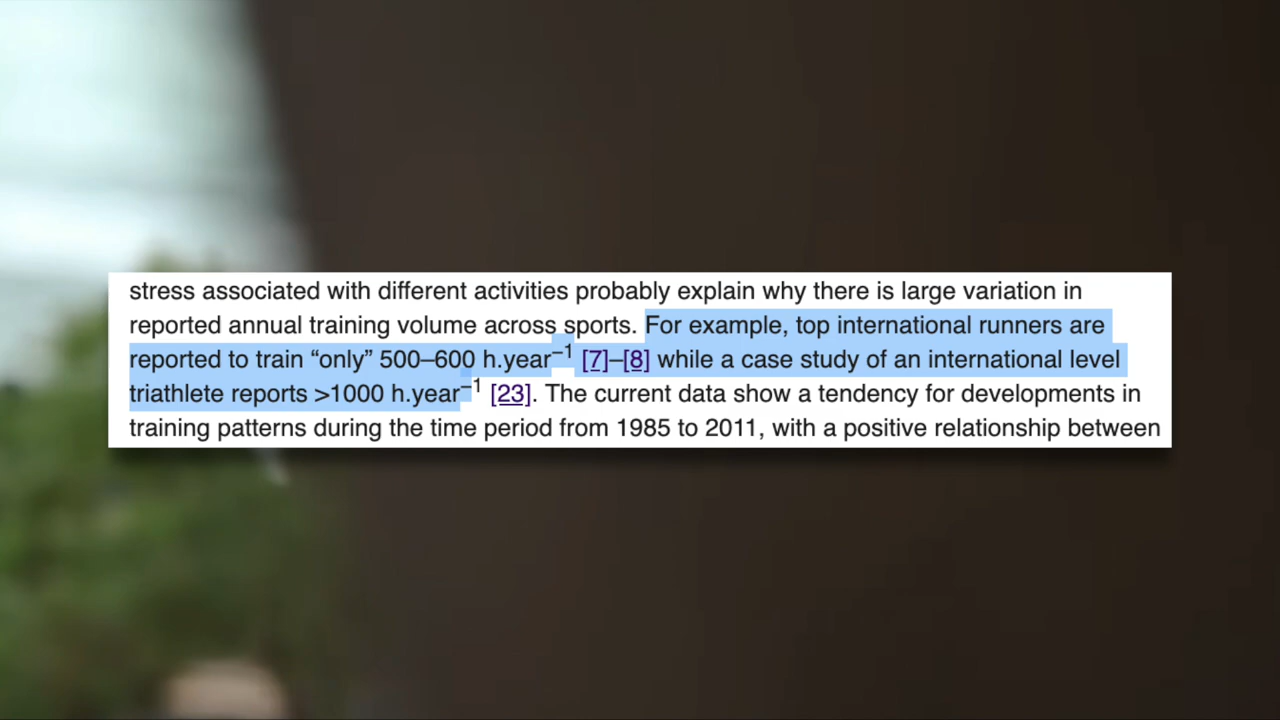 stress associated with different activities probably explain why there is large variation in
reported annual training volume across sports. For example, top international runners are
reported to train “only” 500–600 h.year⁻¹ [7]–[8] while a case study of an international level
triathlete reports >1000 h.year⁻¹ [23]. The current data show a tendency for developments in
training patterns during the time period from 1985 to 2011, with a positive relationship between